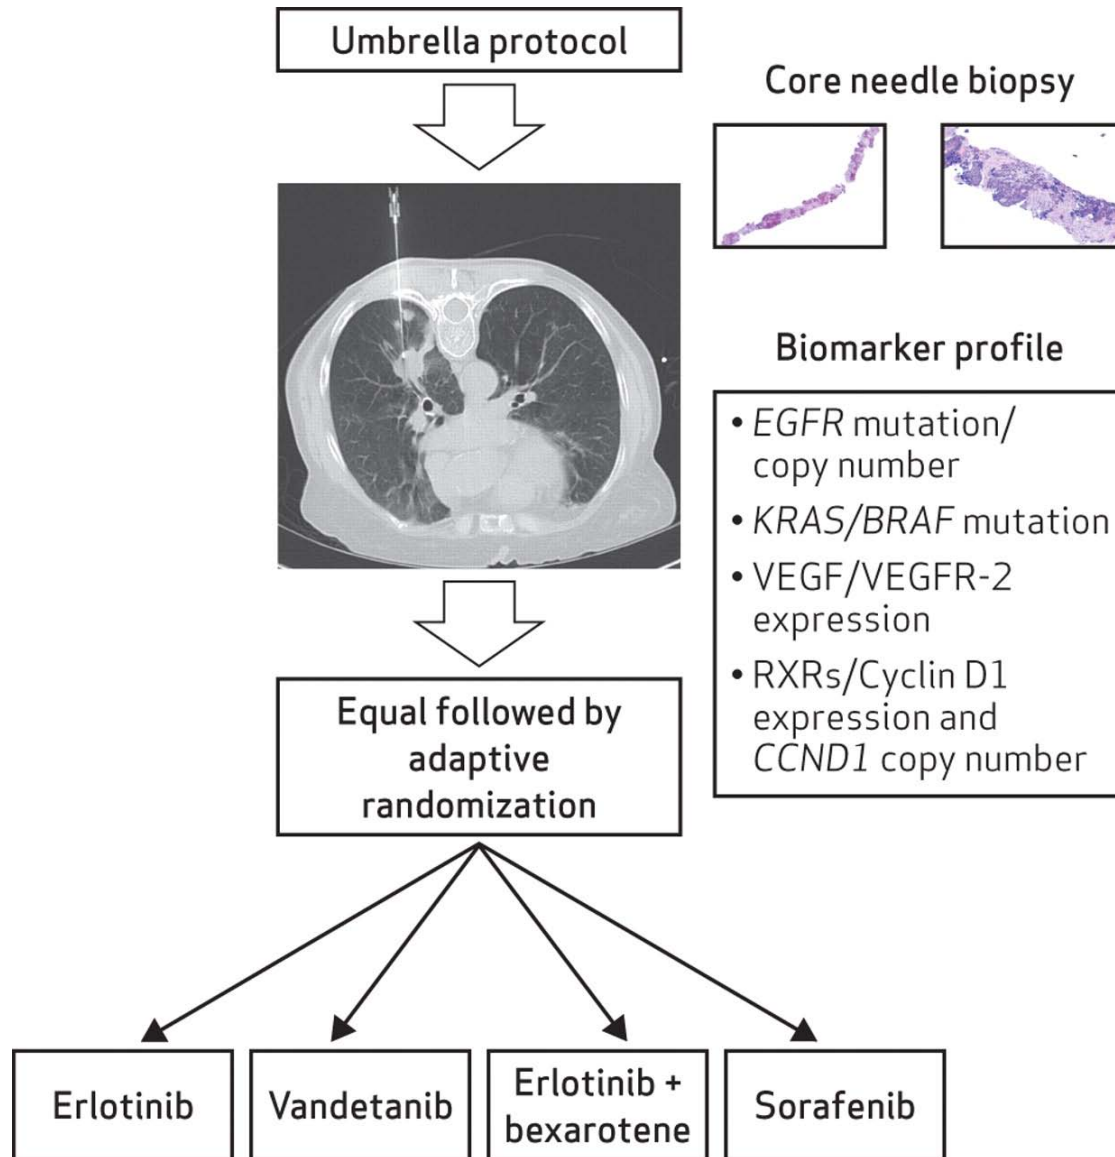 Umbrella protocol
Core needle biopsy
Biomarker profile
• EGFR mutation/
copy number
• KRAS/BRAF mutation
• VEGF/VEGFR-2
expression
• RXRs/Cyclin D1
expression and
CCND1 copy number
Equal followed by
adaptive
randomization
Erlotinib
Vandetanib
Erlotinib +
bexarotene
Sorafenib